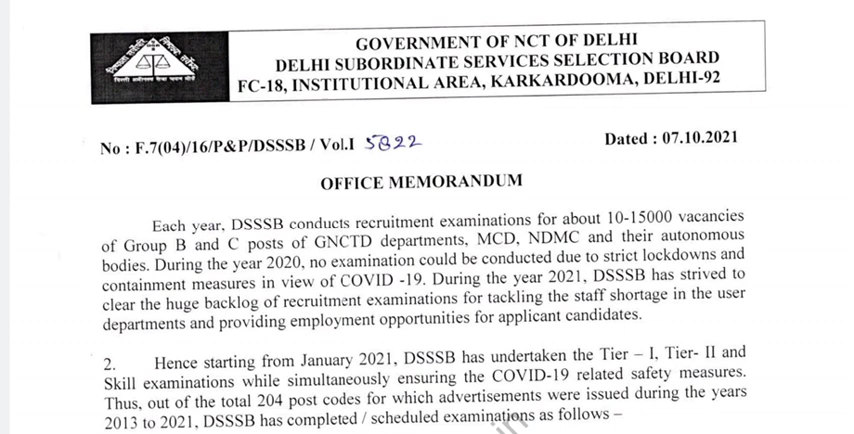 GOVERNMENT OF NCT OF DELHI
DELHI SUBORDINATE SERVICES SELECTION BOARD
FC-18, INSTITUTIONAL AREA, KARKARDOOMA, DELHI-92
No : F.7(04)/16/P&P/DSSSB / Vol.I 5822
Dated : 07.10.2021
OFFICE MEMORANDUM
Each year, DSSSB conducts recruitment examinations for about 10-15000 vacancies
of Group B and C posts of GNCTD departments, MCD, NDMC and their autonomous
bodies. During the year 2020, no examination could be conducted due to strict lockdowns and
containment measures in view of COVID -19. During the year 2021, DSSSB has strived to
clear the huge backlog of recruitment examinations for tackling the staff shortage in the user
departments and providing employment opportunities for applicant candidates.
2. Hence starting from January 2021, DSSSB has undertaken the Tier – I, Tier- II and
Skill examinations while simultaneously ensuring the COVID-19 related safety measures.
Thus, out of the total 204 post codes for which advertisements were issued during the years
2013 to 2021, DSSSB has completed / scheduled examinations as follows –